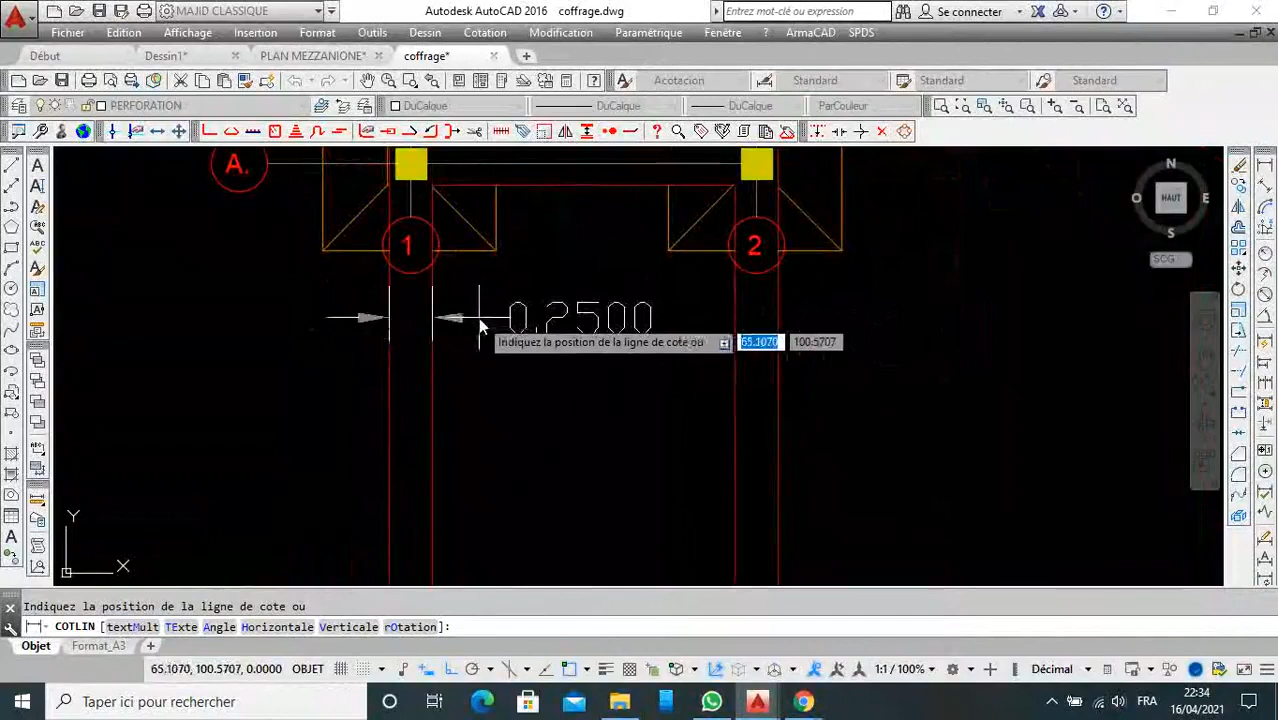 MAJID CLASSIQUE
Autodesk AutoCAD 2016 coffrage.dwg
Entrez mot-clé ou expression
Se connecter
Fichier Edition Affichage Insertion Format Outils Dessin Cotation Modification Paramétrique Fenêtre ? ArmaCAD SPDS
Début Dessin1* PLAN MEZZANIONE* coffrage*
Acotacion Standard Standard Standard
PERFORATION DuCalque DuCalque DuCalque ParCouleur
A.
1
2
N
O HAUT E
S
SCG
0.2500
Indiquez la position de la ligne de cote ou 65.1070 100.5707
Y
X
Indiquez la position de la ligne de cote ou
COTLIN [textMult TExte Angle Horizontale Verticale rOtation]:
Objet Format_A3
65.1070, 100.5707, 0.0000 OBJET 1:1 / 100% Décimal
Taper ici pour rechercher
FRA
22:34
16/04/2021